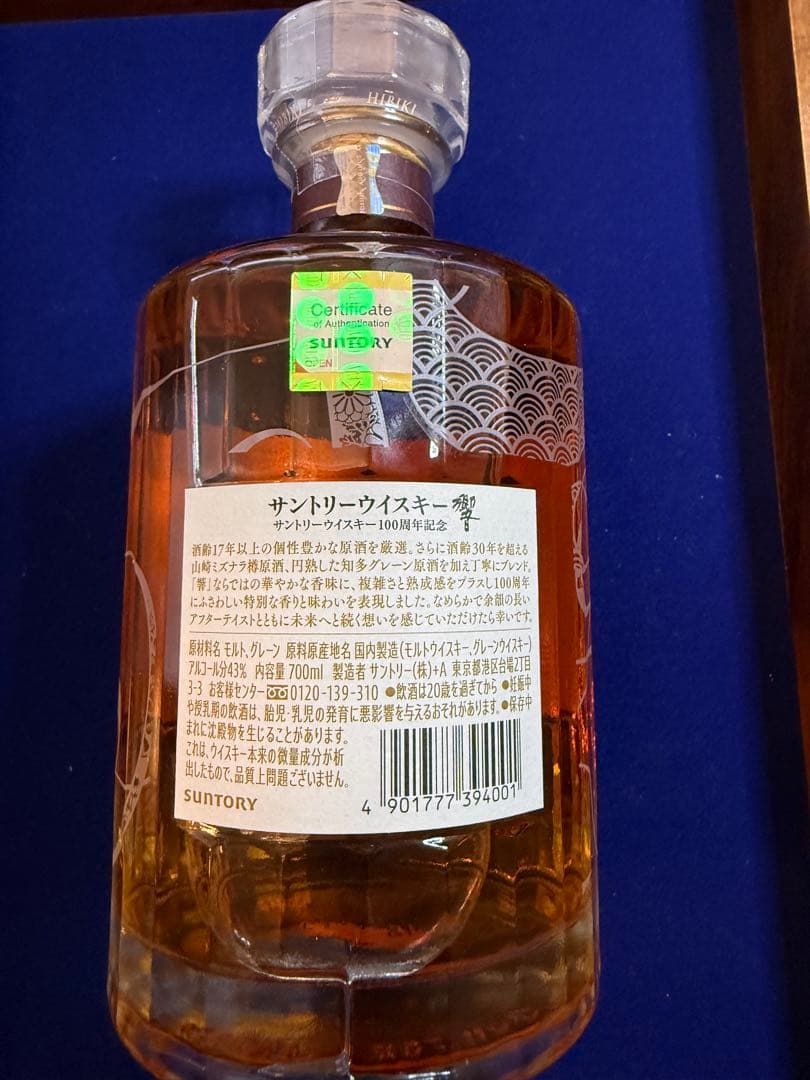 HIBIKI
Certificate
of Authentication
SUNTORY
OPEN
サントリーウイスキー 響
サントリーウイスキー100周年記念
酒齢17年以上の個性豊かな原酒を厳選。さらに酒齢30年を超える
山崎ミズナラ樽原酒、円熟した知多グレーン原酒を加え丁寧にブレンド。
「響」ならではの華やかな香味に、複雑さと熟成感をプラスし100周年
にふさわしい特別な香りと味わいを表現しました。なめらかで余韻の長い
アフターテイストとともに未来へと続く想いを感じていただけたら幸いです。
原材料名 モルト、グレーン 原料原産地名 国内製造(モルトウイスキー、グレーンウイスキー)
アルコール分43% 内容量 700ml 製造者 サントリー(株)+A 東京都港区台場2丁目
3-3 お客様センター 0120-139-310 ●飲酒は20歳を過ぎてから ●妊娠中
や授乳期の飲酒は、胎児・乳児の発育に悪影響を与えるおそれがあります。●保存中
まれに沈殿物を生じることがあります。
これは、ウイスキー本来の微量成分が析
出したもので、品質上問題ございません。
SUNTORY
4 901777 394001